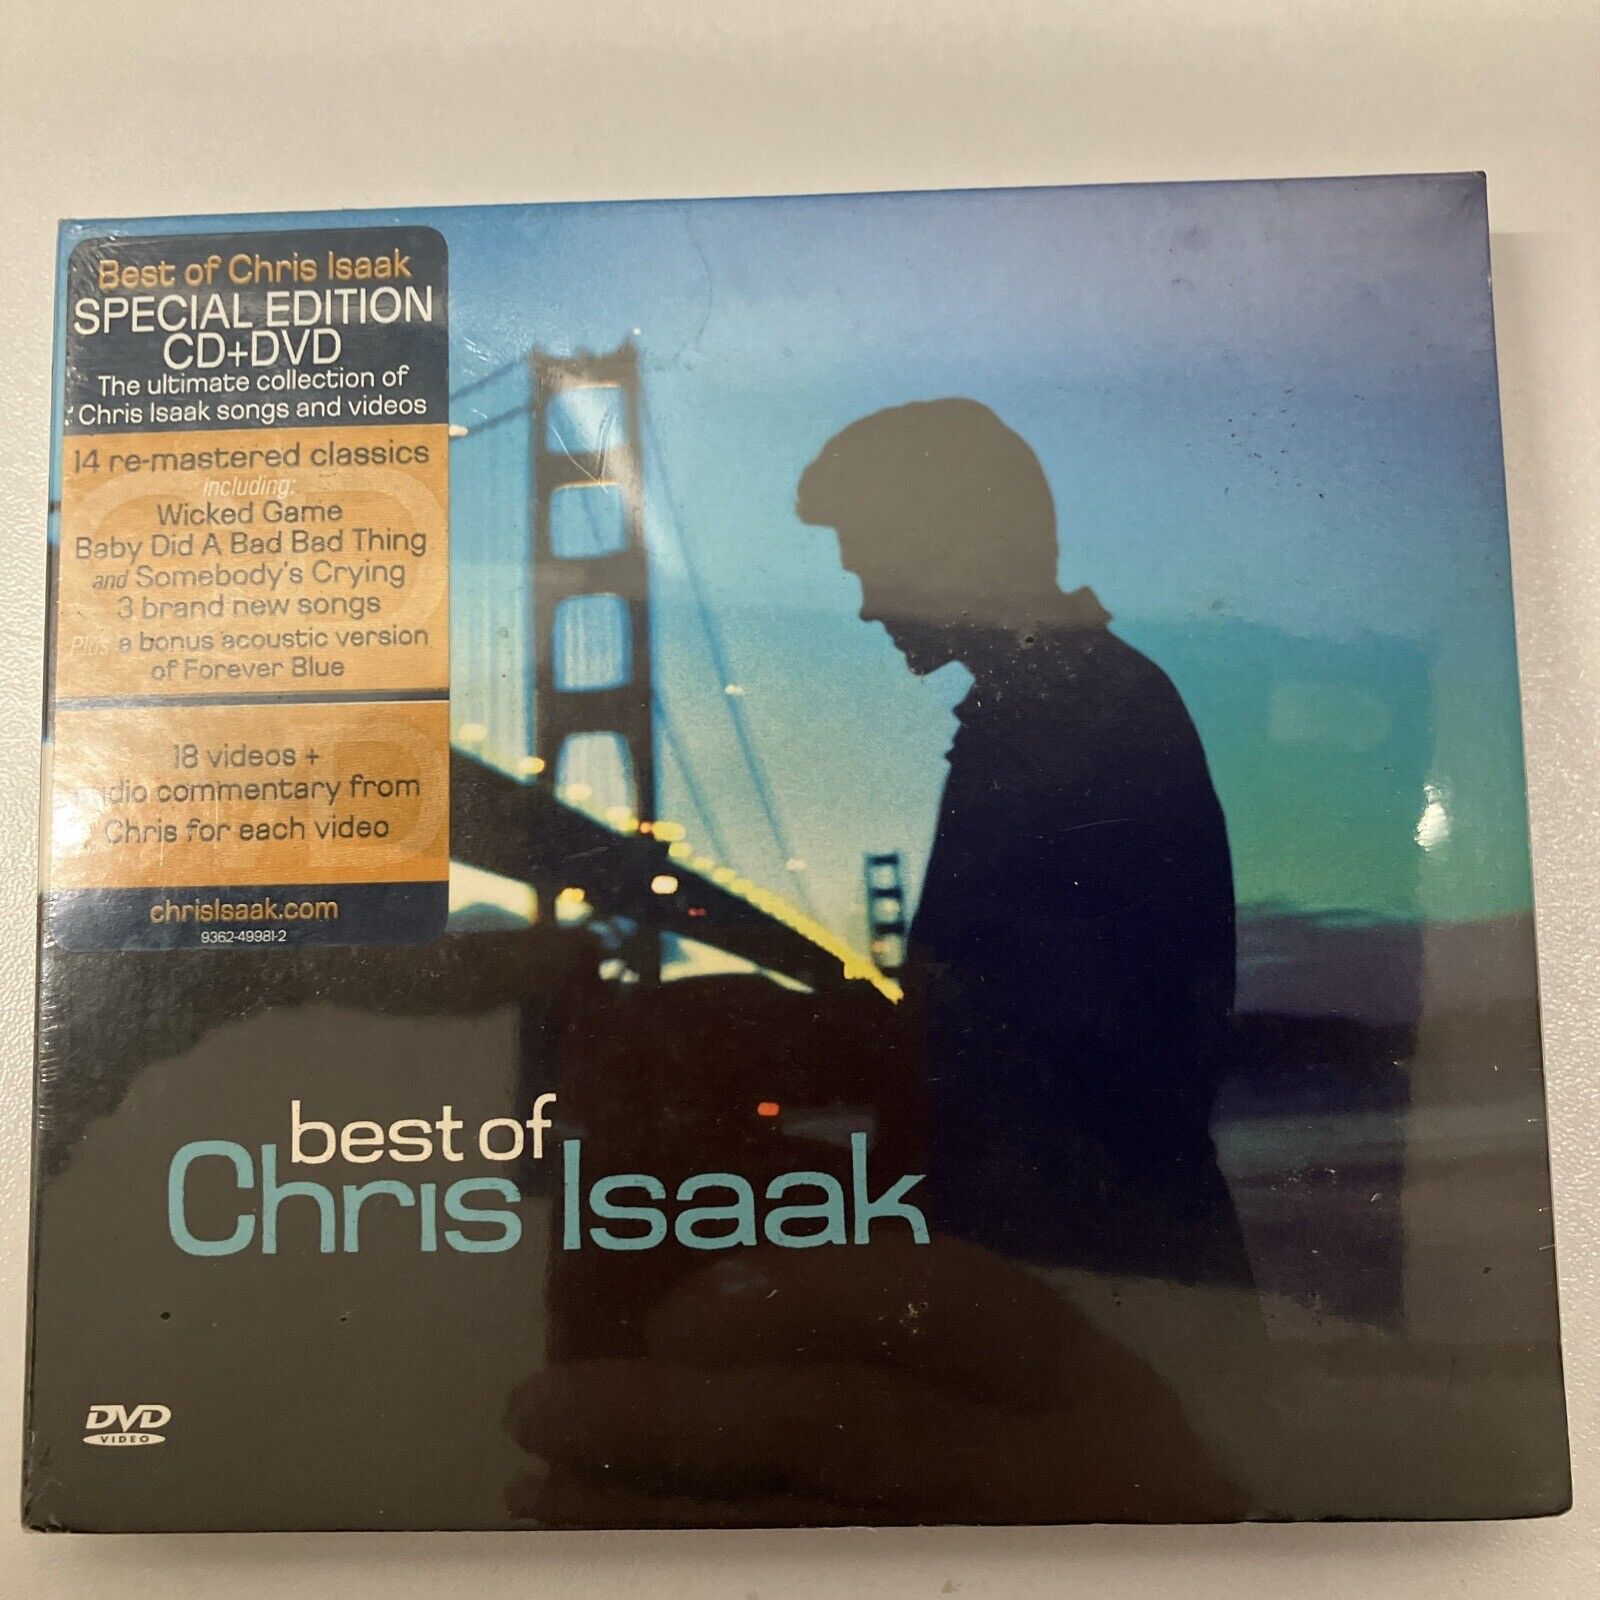 Best of Chris Isaak
SPECIAL EDITION
CD+DVD
The ultimate collection of
Chris Isaak songs and videos
14 re-mastered classics
including:
Wicked Game
Baby Did A Bad Bad Thing
and Somebody's Crying
3 brand new songs
Plus a bonus acoustic version
of Forever Blue
18 videos +
audio commentary from
Chris for each video
chrisIsaak.com
9362-49981-2
best of
Chris Isaak
DVD
VIDEO